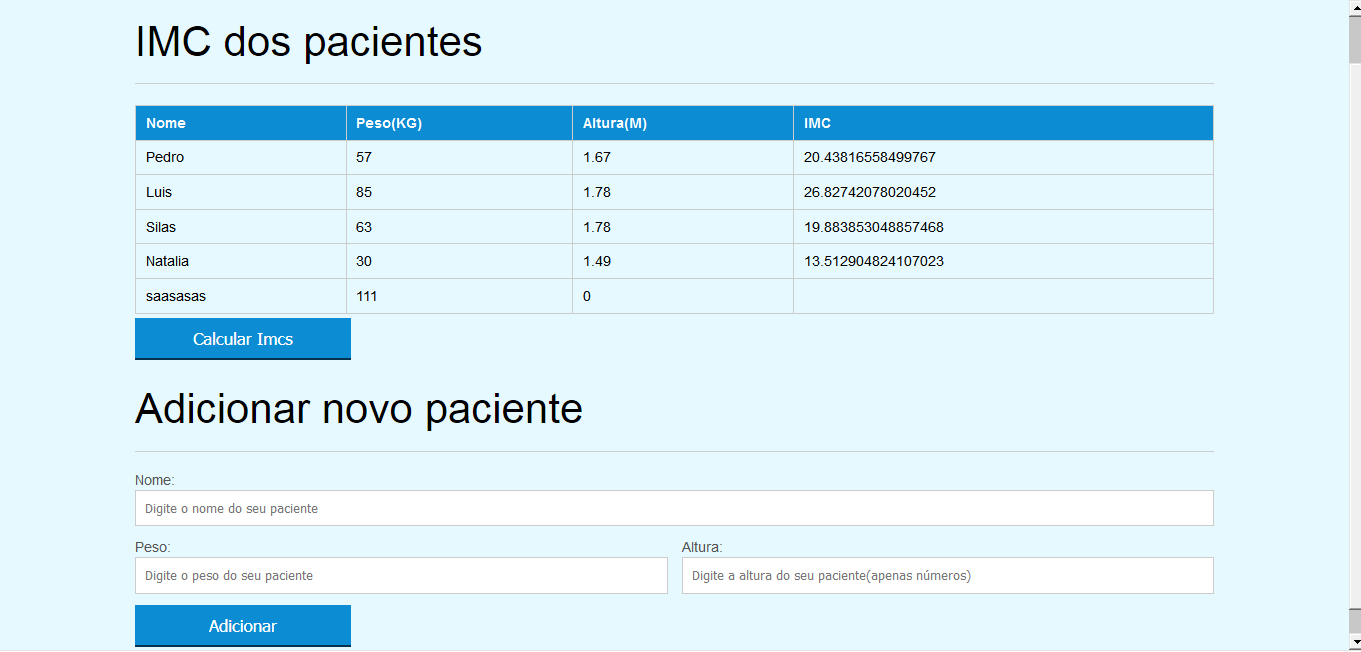 IMC dos pacientes
Nome Peso(KG) Altura(M) IMC
Pedro 57 1.67 20.43816558499767
Luis 85 1.78 26.82742078020452
Silas 63 1.78 19.883853048857468
Natalia 30 1.49 13.512904824107023
saasasas 111 0
Calcular Imcs
Adicionar novo paciente
Nome:
Digite o nome do seu paciente
Peso: Altura:
Digite o peso do seu paciente Digite a altura do seu paciente(apenas números)
Adicionar